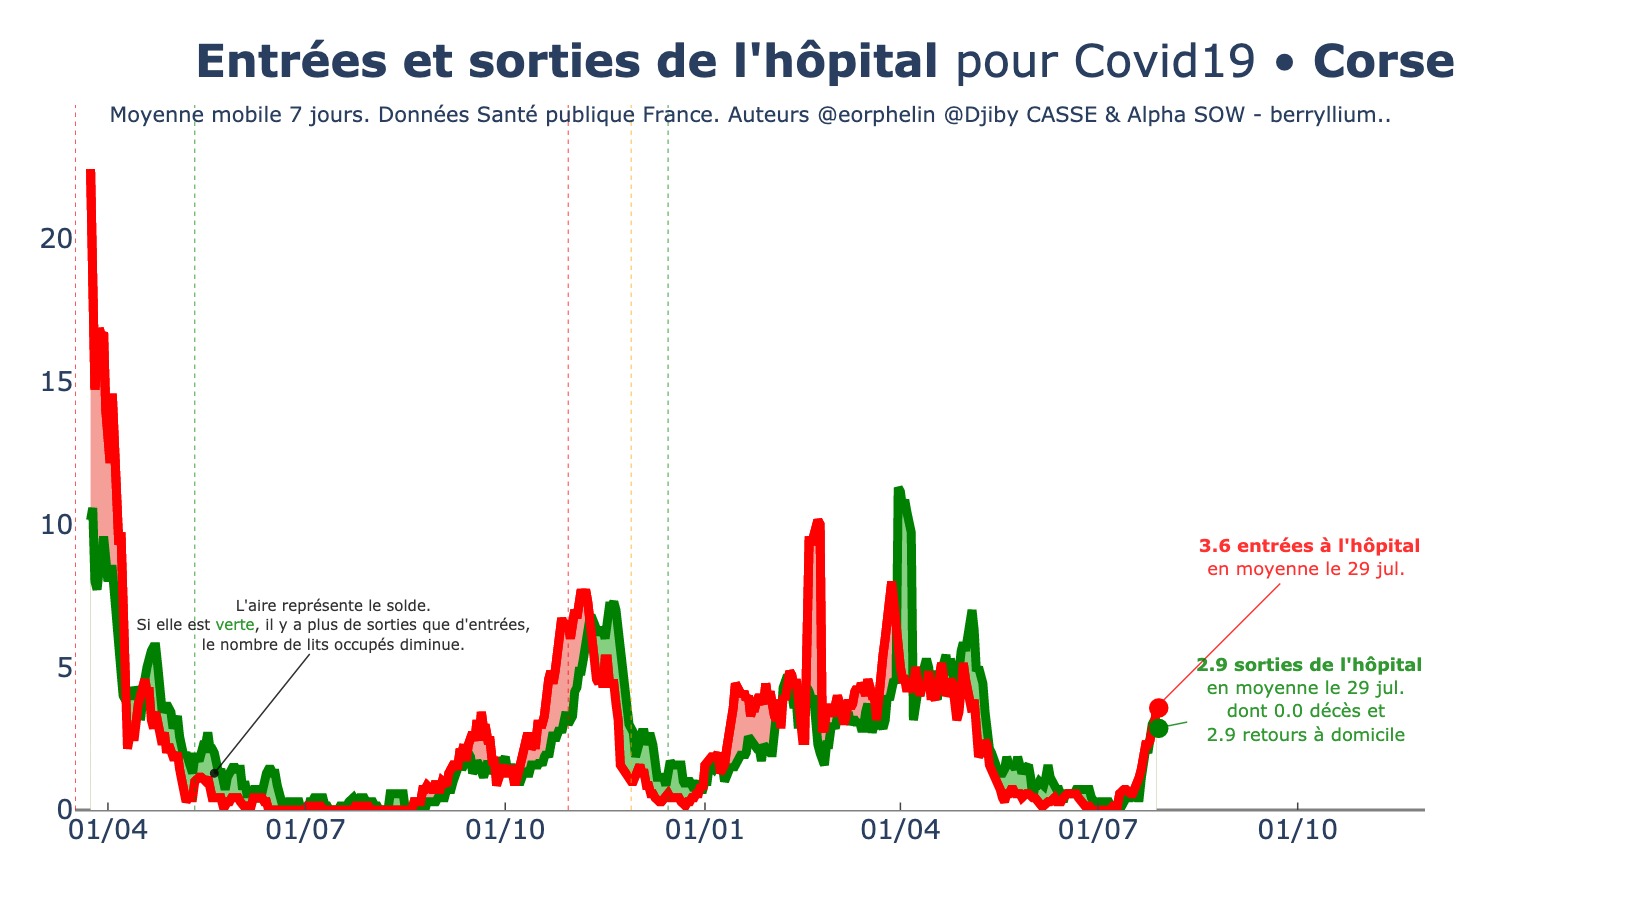 Entrées et sorties de l'hôpital pour Covid19 • Corse
Moyenne mobile 7 jours. Données Santé publique France. Auteurs @eorphelin @Djiby CASSE & Alpha SOW - berryllium..
20
15
10
5
0
3.6 entrées à l'hôpital
en moyenne le 29 jul.
L'aire représente le solde.
Si elle est verte, il y a plus de sorties que d'entrées,
le nombre de lits occupés diminue.
2.9 sorties de l'hôpital
en moyenne le 29 jul.
dont 0.0 décès et
2.9 retours à domicile
01/04 01/07 01/10 01/01 01/04 01/07 01/10